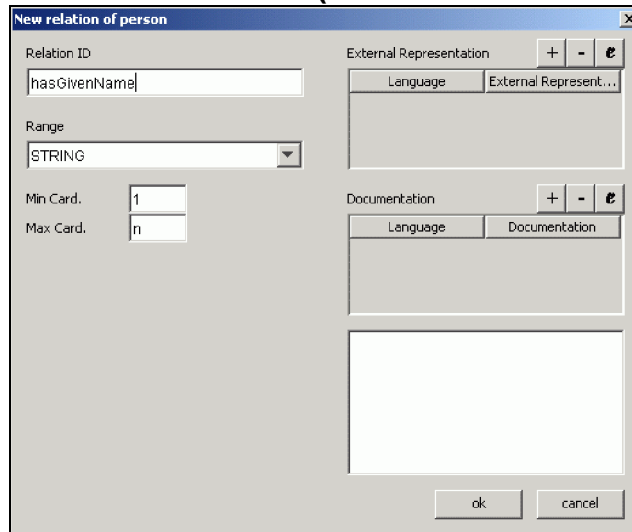 New relation of person
Relation ID
hasGivenName
Range
STRING
Min Card. 1
Max Card. n
External Representation + - e
Language External Represent...
Documentation + - e
Language Documentation
ok cancel